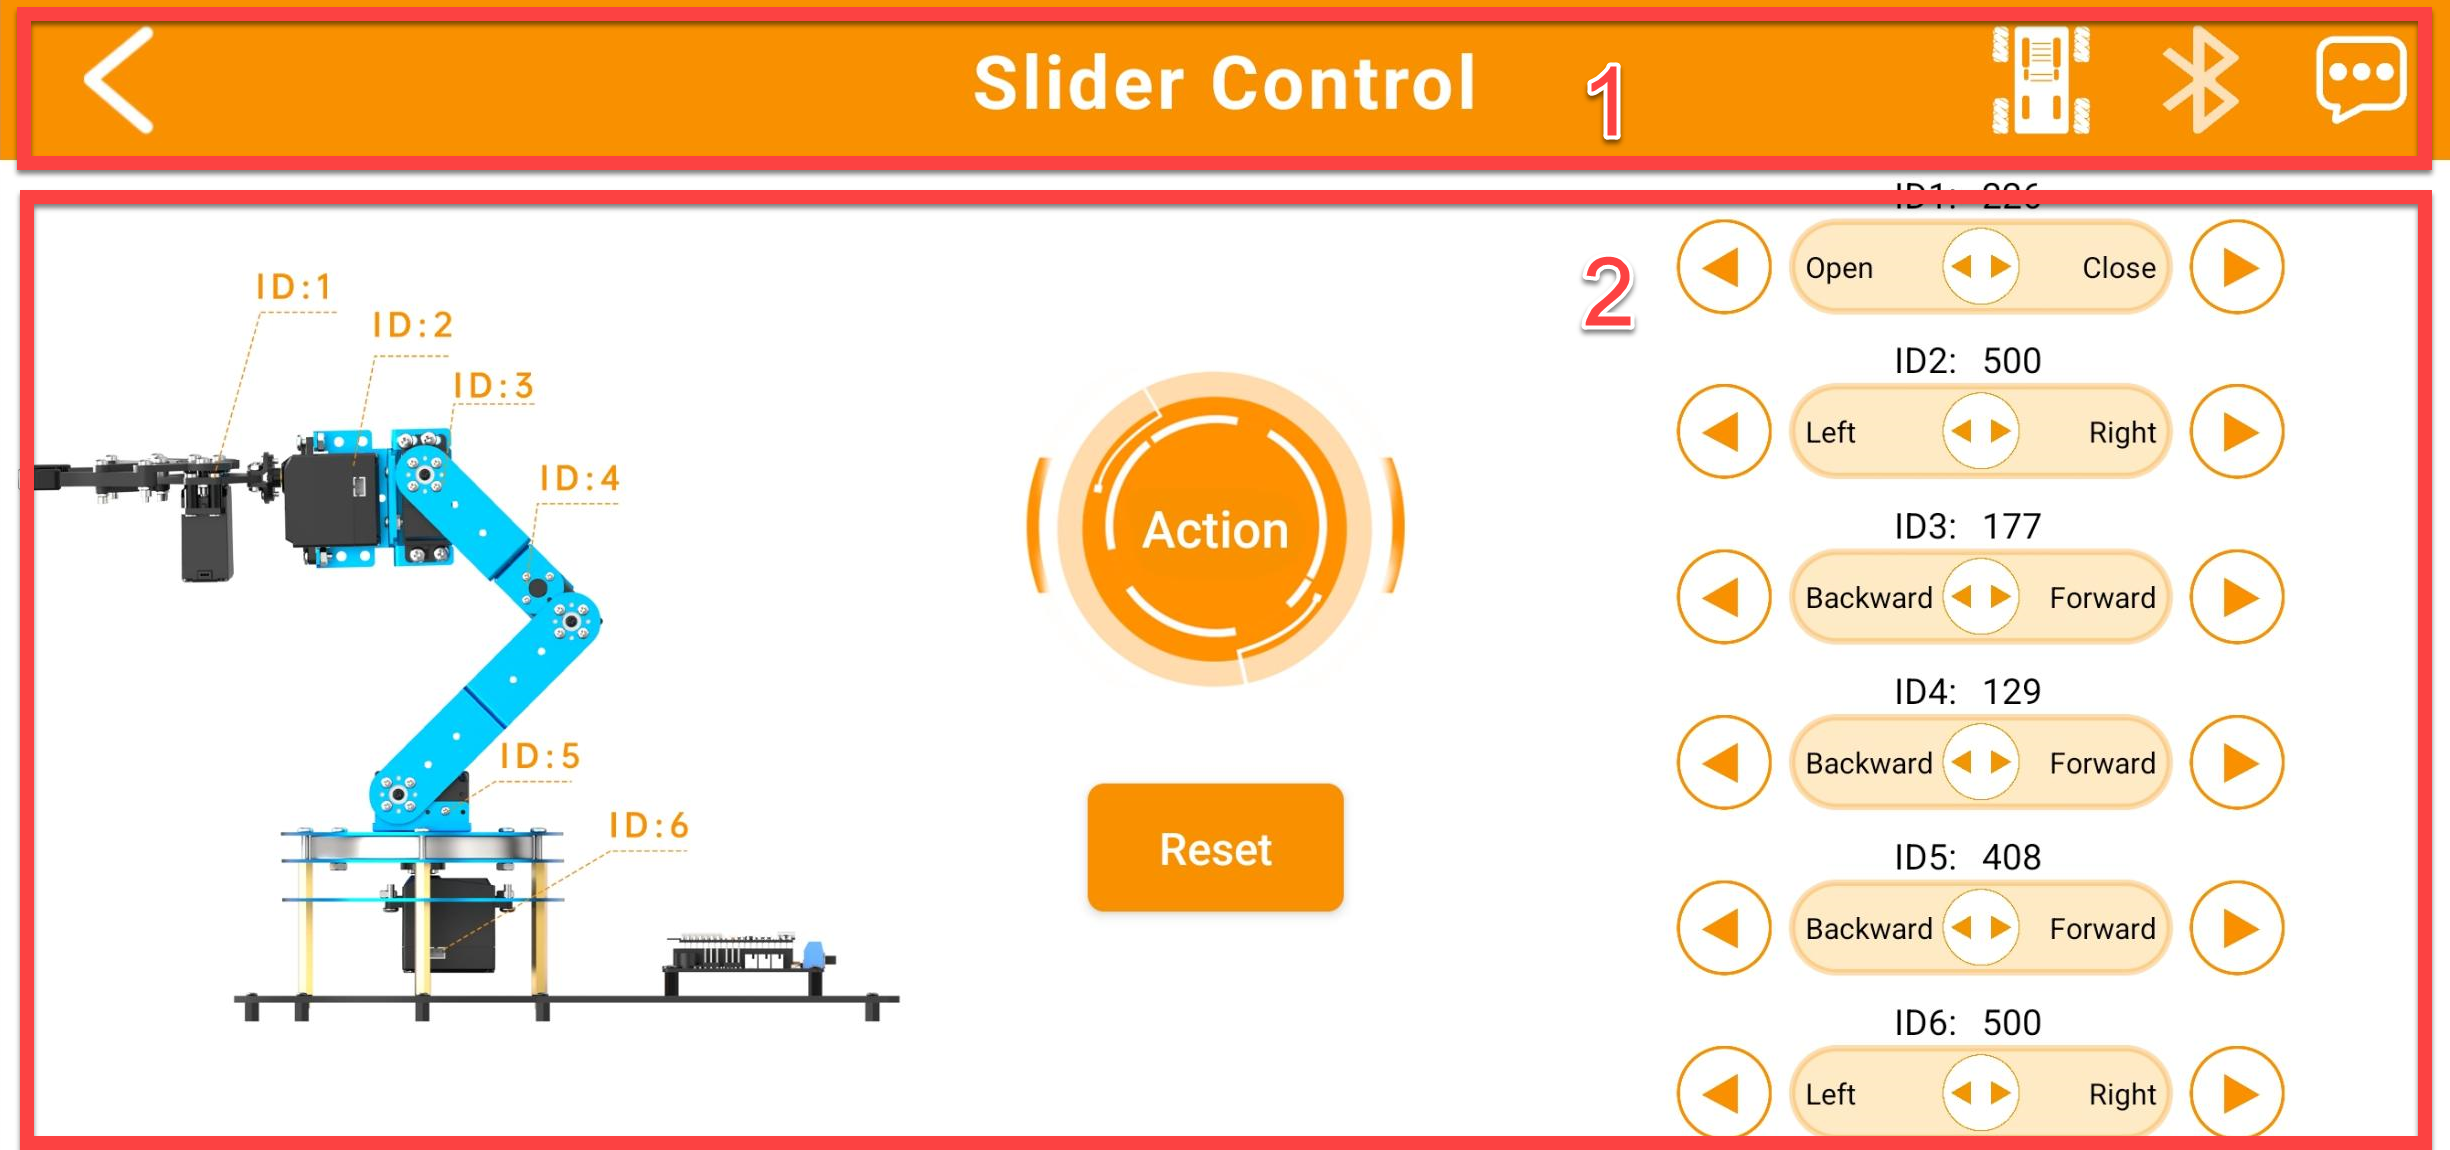 Slider Control
1
2
ID:1
ID:2
ID:3
ID:4
ID:5
ID:6
Action
Reset
ID1: 226
Open Close
ID2: 500
Left Right
ID3: 177
Backward Forward
ID4: 129
Backward Forward
ID5: 408
Backward Forward
ID6: 500
Left Right